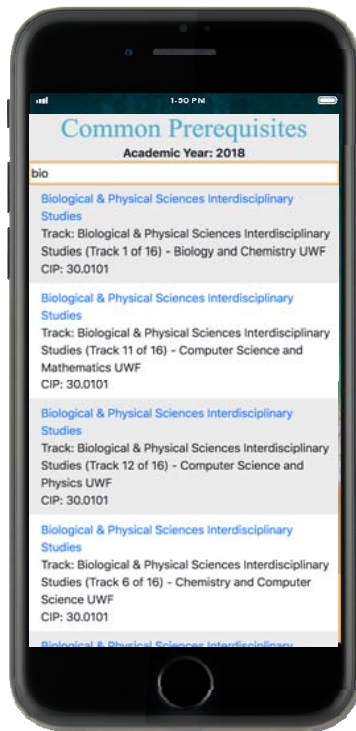 1:50 PM
Common Prerequisites
Academic Year: 2018
bio
Biological & Physical Sciences Interdisciplinary
Studies
Track: Biological & Physical Sciences Interdisciplinary
Studies (Track 1 of 16) - Biology and Chemistry UWF
CIP: 30.0101
Biological & Physical Sciences Interdisciplinary
Studies
Track: Biological & Physical Sciences Interdisciplinary
Studies (Track 11 of 16) - Computer Science and
Mathematics UWF
CIP: 30.0101
Biological & Physical Sciences Interdisciplinary
Studies
Track: Biological & Physical Sciences Interdisciplinary
Studies (Track 12 of 16) - Computer Science and
Physics UWF
CIP: 30.0101
Biological & Physical Sciences Interdisciplinary
Studies
Track: Biological & Physical Sciences Interdisciplinary
Studies (Track 6 of 16) - Chemistry and Computer
Science UWF
CIP: 30.0101
Biological & Physical Sciences Interdisciplinary